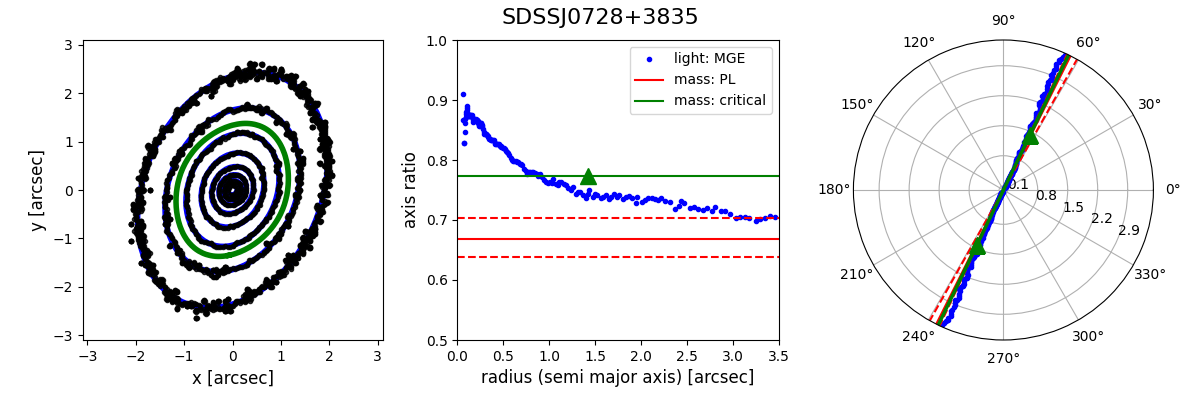 SDSSJ0728+3835
3
2
1
0
−1
−2
−3
y [arcsec]
−3 −2 −1 0 1 2 3
x [arcsec]
1.0
0.9
0.8
0.7
0.6
0.5
axis ratio
light: MGE
mass: PL
mass: critical
0.0 0.5 1.0 1.5 2.0 2.5 3.0 3.5
radius (semi major axis) [arcsec]
90°
120° 60°
150° 30°
180° 0°
0.1 0.8 1.5 2.2 2.9
210° 330°
240° 300°
270°